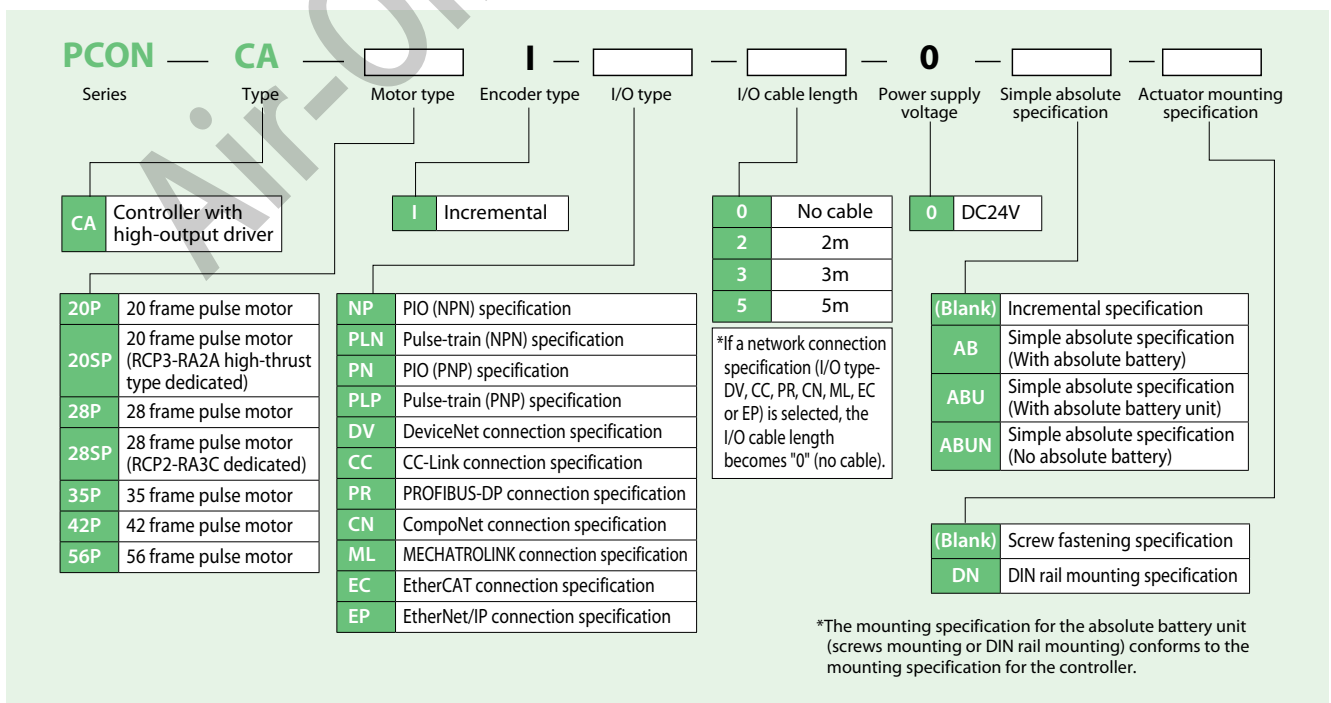 PCON — CA — I — — — 0 — —
Series Type Motor type Encoder type I/O type I/O cable length Power supply voltage Simple absolute specification Actuator mounting specification
CA Controller with
high-output driver
I Incremental
0 No cable
2 2m
3 3m
5 5m
0 DC24V
20P 20 frame pulse motor
20SP 20 frame pulse motor
(RCP3-RA2A high-thrust
type dedicated)
28P 28 frame pulse motor
28SP 28 frame pulse motor
(RCP2-RA3C dedicated)
35P 35 frame pulse motor
42P 42 frame pulse motor
56P 56 frame pulse motor
NP PIO (NPN) specification
PLN Pulse-train (NPN) specification
PN PIO (PNP) specification
PLP Pulse-train (PNP) specification
DV DeviceNet connection specification
CC CC-Link connection specification
PR PROFIBUS-DP connection specification
CN CompoNet connection specification
ML MECHATROLINK connection specification
EC EtherCAT connection specification
EP EtherNet/IP connection specification
*If a network connection
specification (I/O type-
DV, CC, PR, CN, ML, EC
or EP) is selected, the
I/O cable length
becomes "0" (no cable).
(Blank) Incremental specification
AB Simple absolute specification
(With absolute battery)
ABU Simple absolute specification
(With absolute battery unit)
ABUN Simple absolute specification
(No absolute battery)
(Blank) Screw fastening specification
DN DIN rail mounting specification
*The mounting specification for the absolute battery unit
(screws mounting or DIN rail mounting) conforms to the
mounting specification for the controller.